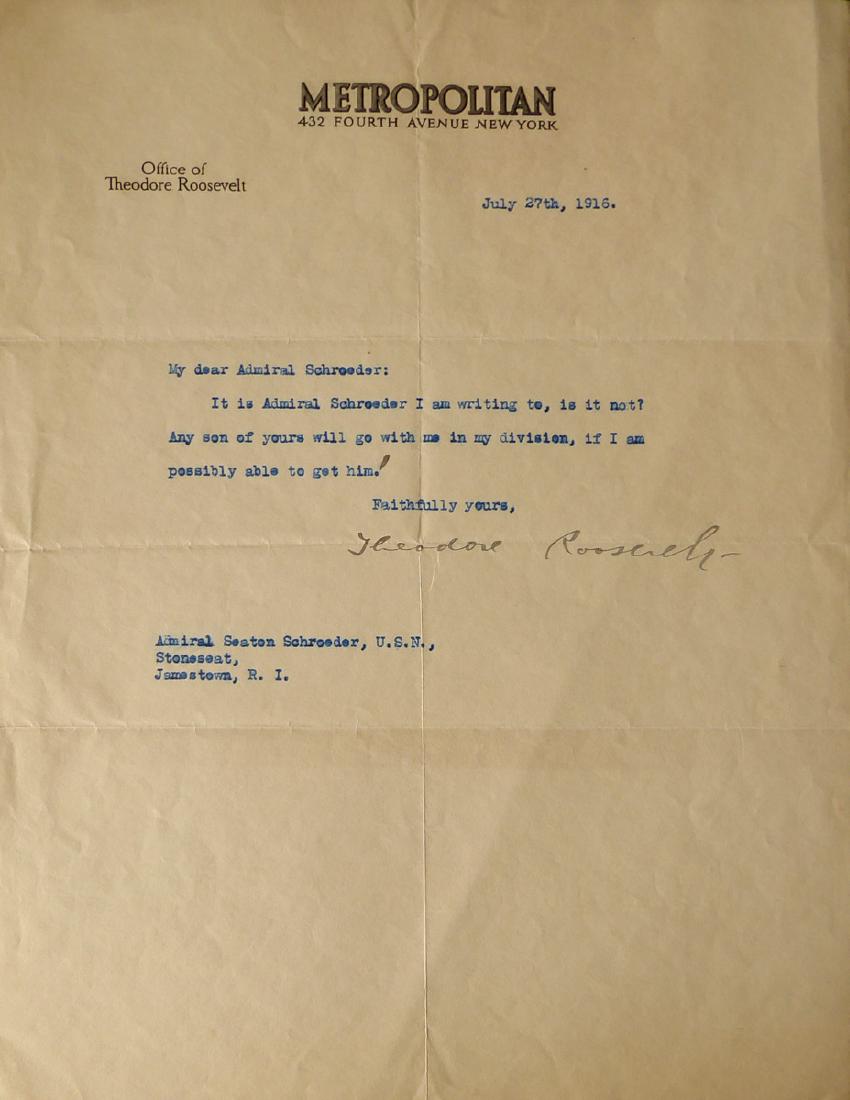 METROPOLITAN
432 FOURTH AVENUE NEW YORK
Office of
Theodore Roosevelt
July 27th, 1916.
My dear Admiral Schroeder:
It is Admiral Schroeder I am writing to, is it not?
Any son of yours will go with me in my division, if I am
possibly able to get him!
Faithfully yours,
Theodore Roosevelt
Admiral Seaton Schroeder, U.S.N.,
Stoneseat,
Jamestown, R. I.